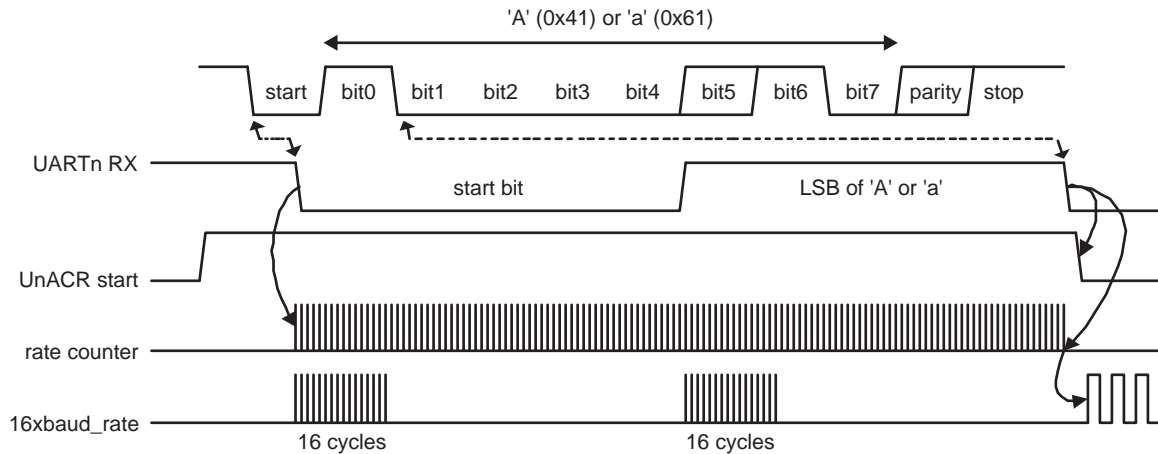 'A' (0x41) or 'a' (0x61)
start bit0 bit1 bit2 bit3 bit4 bit5 bit6 bit7 parity stop
UARTn RX
start bit
LSB of 'A' or 'a'
UnACR start
rate counter
16xbaud_rate
16 cycles
16 cycles